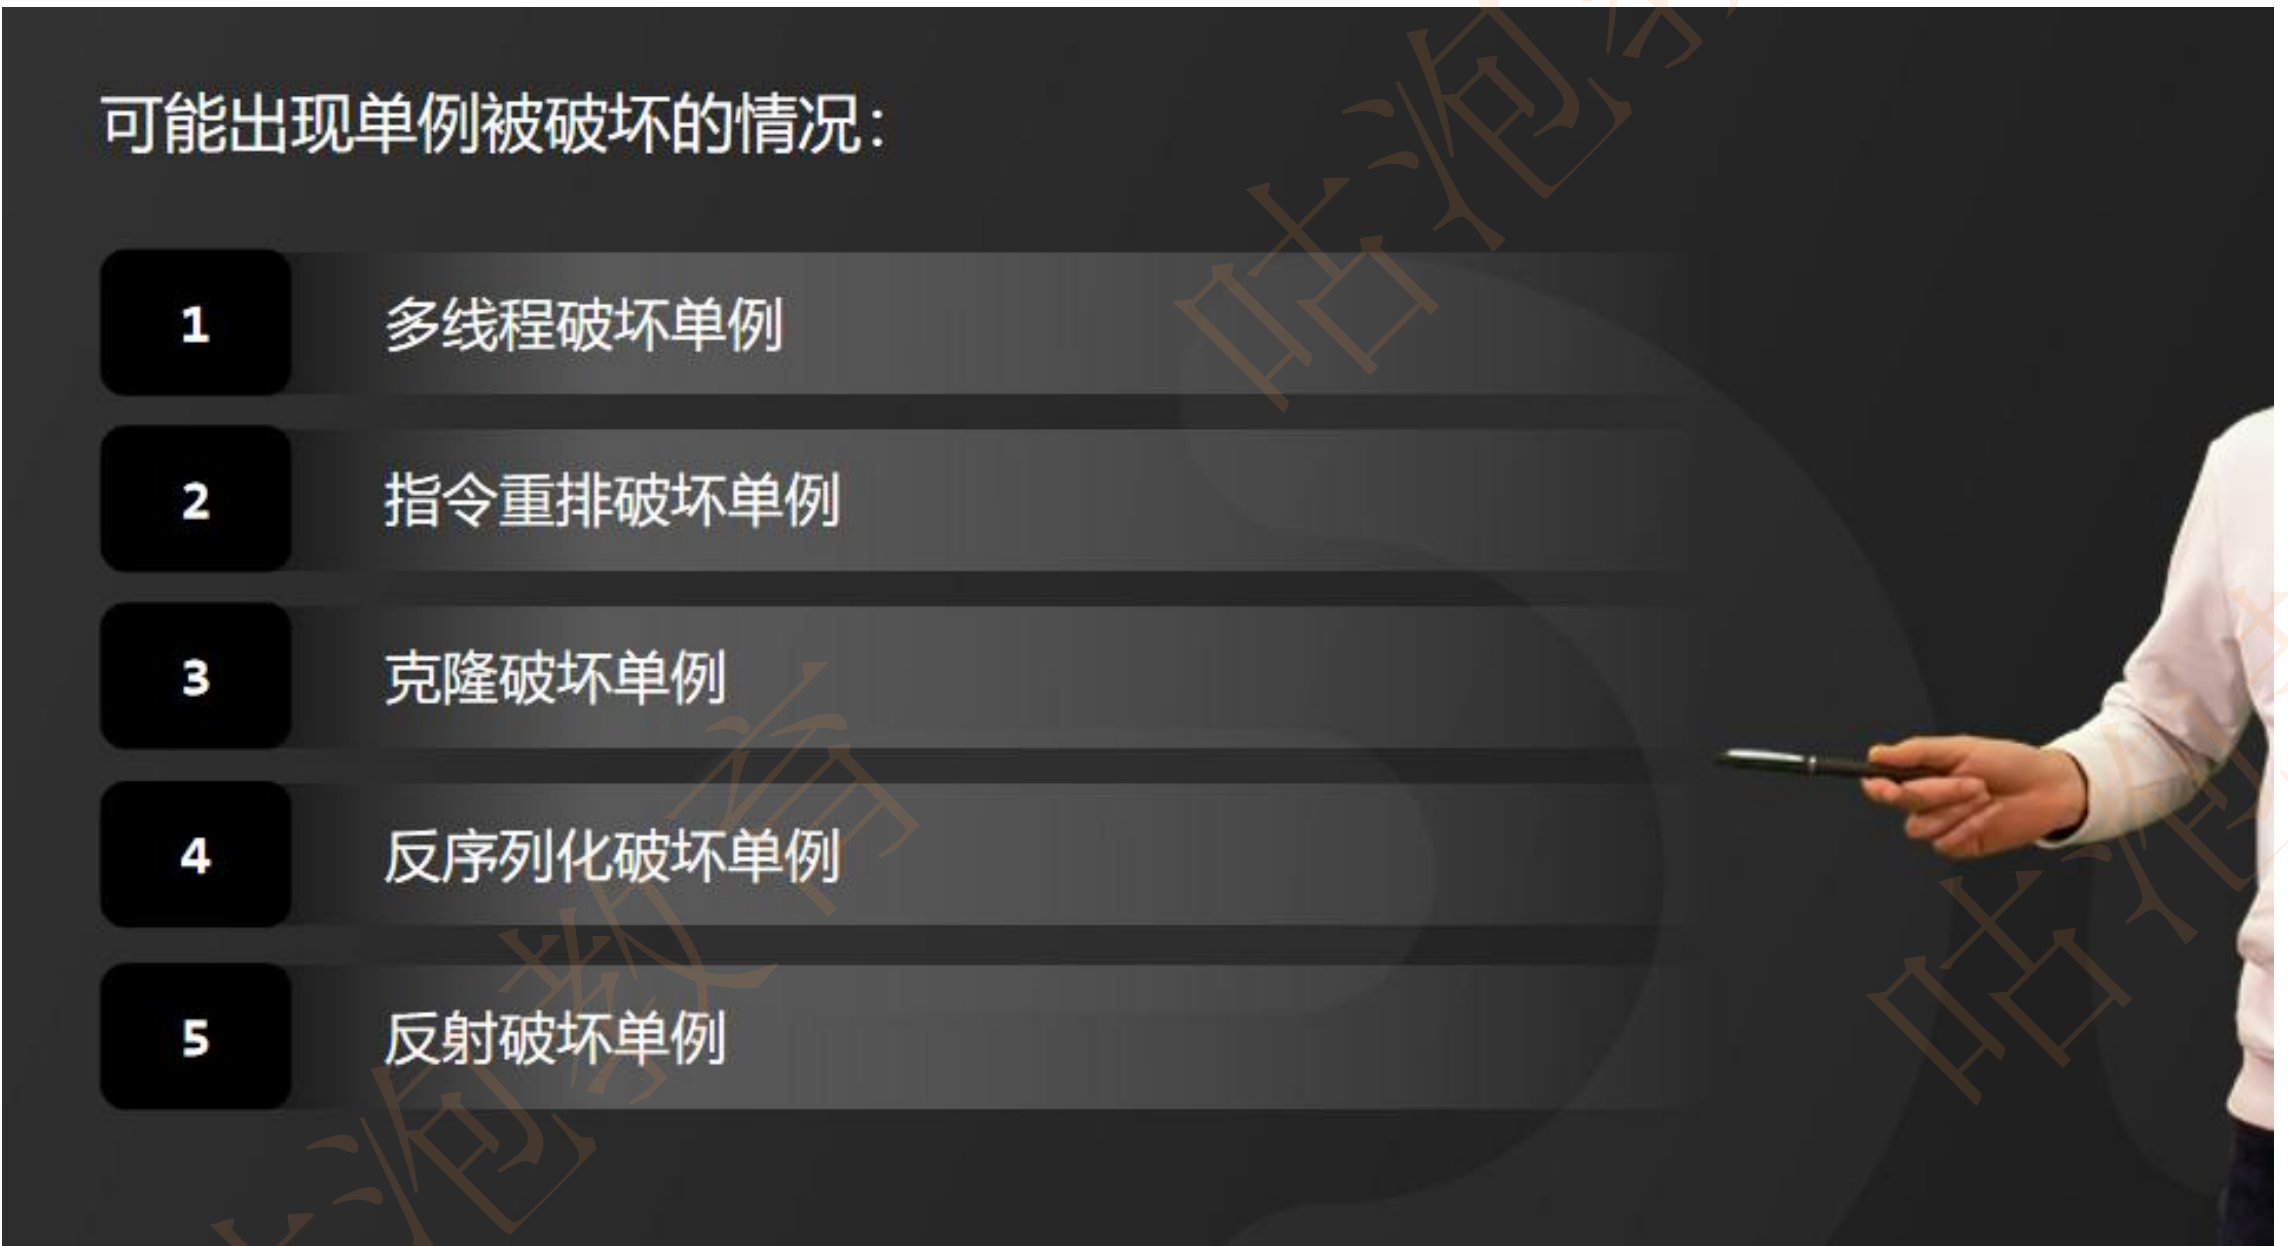 可能出现单例被破坏的情况：
1 多线程破坏单例
2 指令重排破坏单例
3 克隆破坏单例
4 反序列化破坏单例
5 反射破坏单例
咕泡教育
咕泡
泡教育